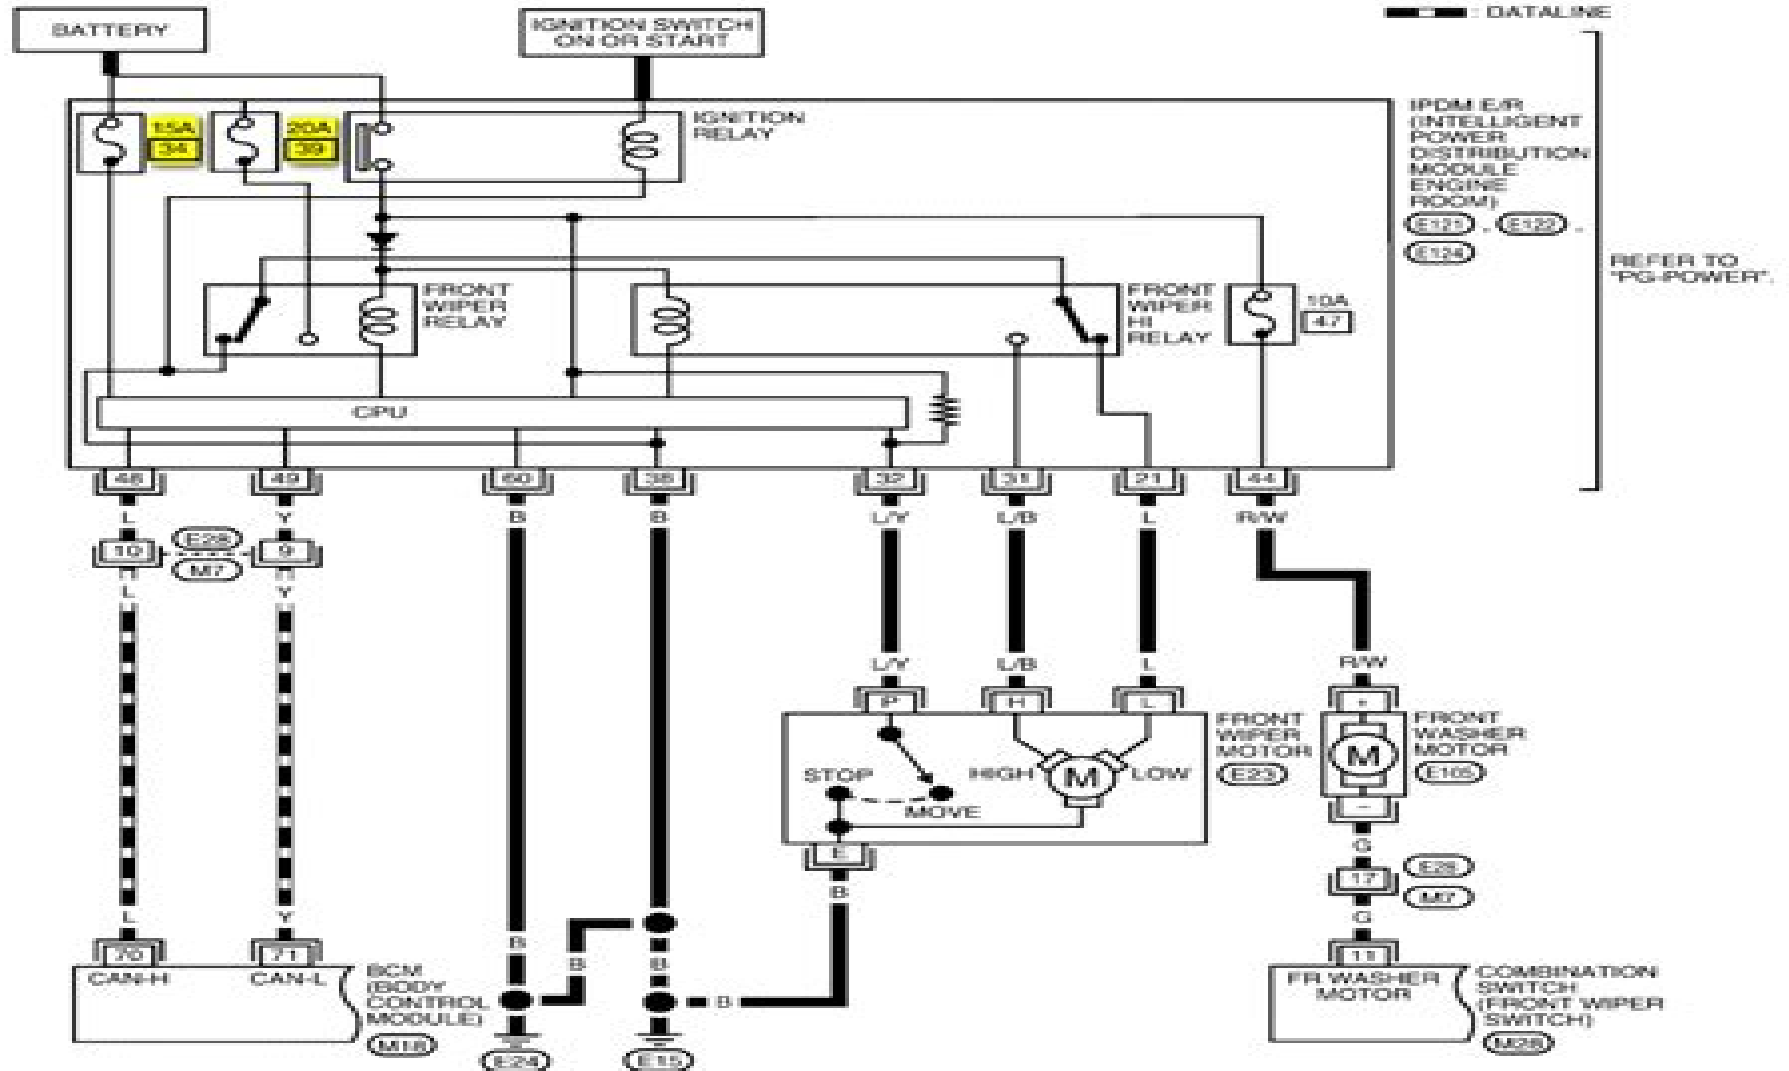 BATTERY
IGNITION SWITCH
ON OR START
: DATALINE
15A
34
20A
39
IGNITION
RELAY
IPDM E/R
(INTELLIGENT
POWER
DISTRIBUTION
MODULE
ENGINE
ROOM)
E121 , E122 ,
E124
REFER TO
"PG-POWER".
FRONT
WIPER
RELAY
FRONT
WIPER
HI
RELAY
10A
47
CPU
48
49
60
38
32
31
21
44
L
Y
B
B
L/Y
L/B
L
R/W
10
E28
M7
9
L
Y
L/Y
L/B
L
R/W
P
H
L
+
STOP
MOVE
HIGH
M
LOW
FRONT
WIPER
MOTOR
E23
M
FRONT
WASHER
MOTOR
E105
-
E
B
G
17
E28
M7
G
L
Y
B
B
B
B
70
71
11
CAN-H
CAN-L
BCM
(BODY
CONTROL
MODULE)
M18
E24
E15
FR WASHER
MOTOR
COMBINATION
SWITCH
(FRONT WIPER
SWITCH)
M28